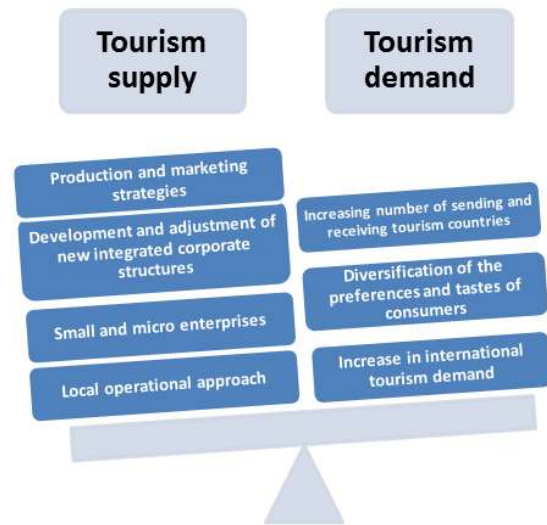 Tourism
supply
Tourism
demand
Production and marketing
strategies
Development and adjustment of
new integrated corporate
structures
Small and micro enterprises
Local operational approach
Increasing number of sending and
receiving tourism countries
Diversification of the
preferences and tastes of
consumers
Increase in international
tourism demand